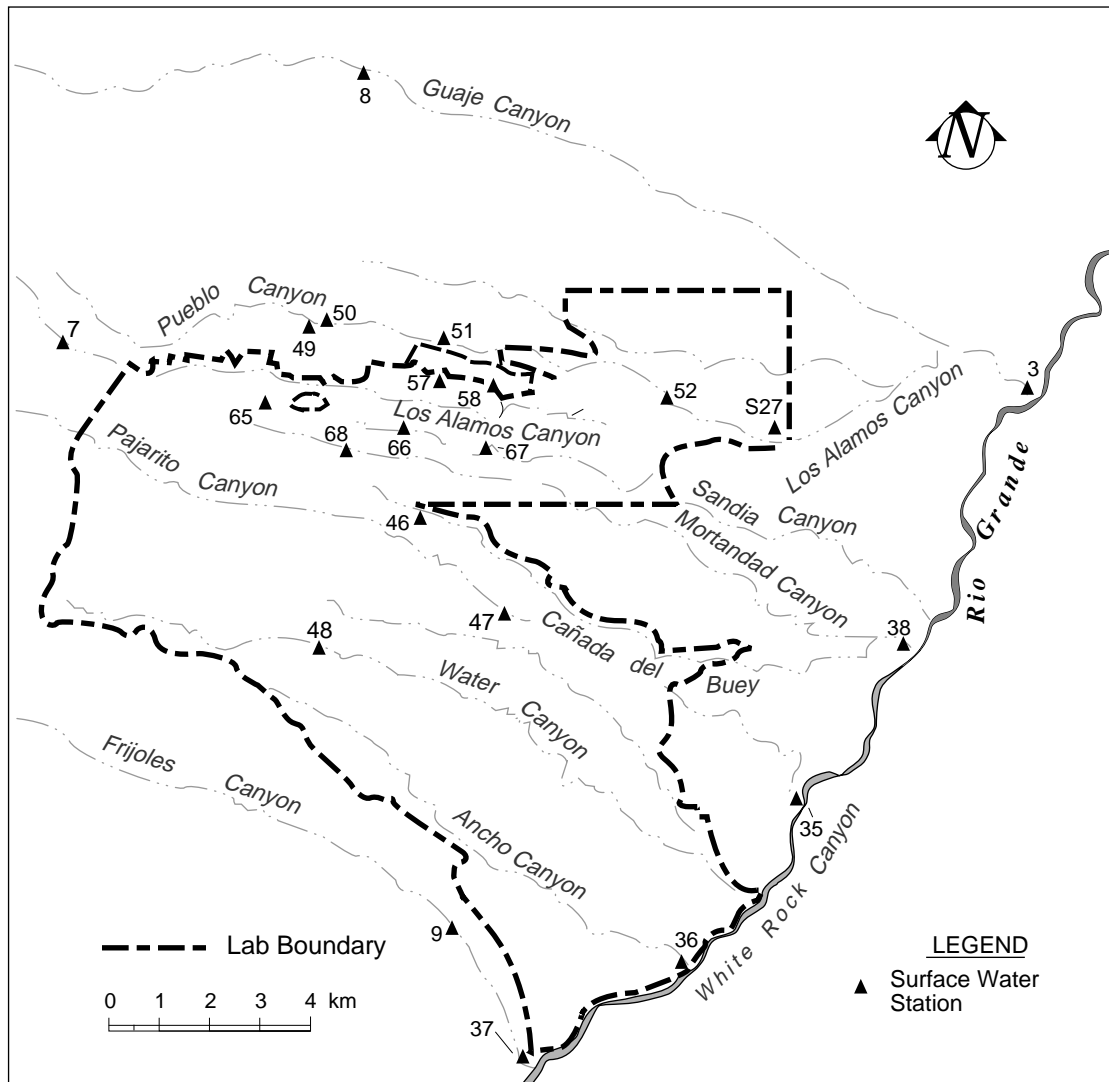 8
Guaje Canyon
N
7
Pueblo Canyon
50
49
51
3
57
58
52
S27
65
Los Alamos Canyon
Los Alamos Canyon
68
66
67
Pajarito Canyon
Sandia Canyon
Rio Grande
46
Mortandad Canyon
47
48
38
Cañada del Buey
Water Canyon
Frijoles Canyon
35
Ancho Canyon
White Rock Canyon
9
36
Lab Boundary
LEGEND
Surface Water
Station
0 1 2 3 4 km
37